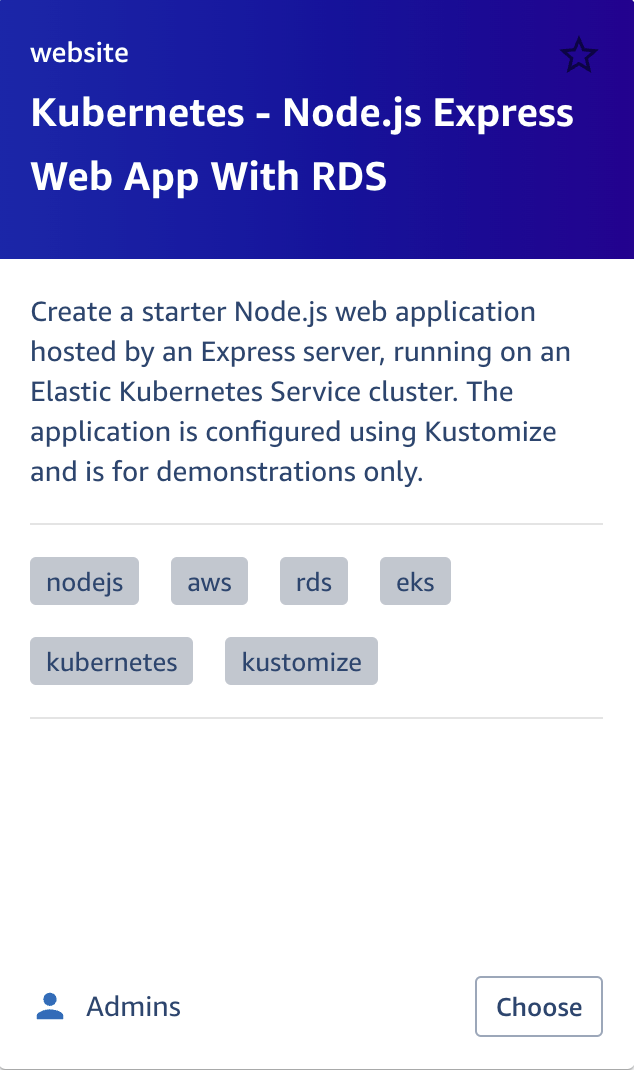 website
Kubernetes - Node.js Express
Web App With RDS
Create a starter Node.js web application
hosted by an Express server, running on an
Elastic Kubernetes Service cluster. The
application is configured using Kustomize
and is for demonstrations only.
nodejs aws rds eks
kubernetes kustomize
Admins Choose